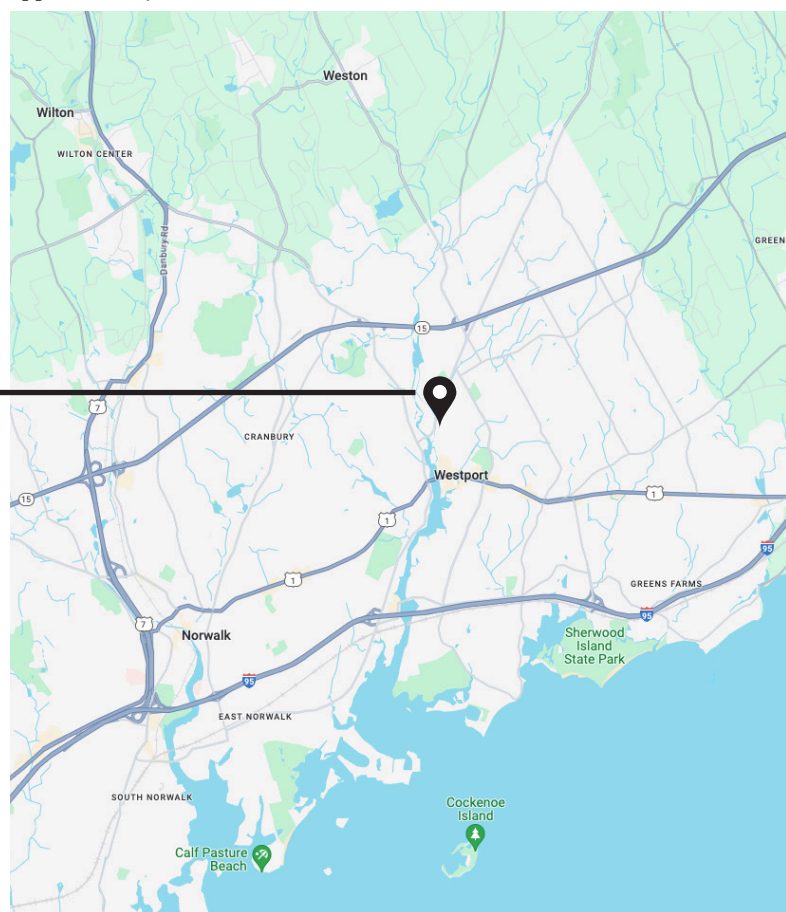 Weston
Wilton
WILTON CENTER
Danbury Rd
GREEN
15
7
CRANBURY
Westport
15
1
1
95
1
GREENS FARMS
7
Norwalk
95
Sherwood
Island
State Park
95
EAST NORWALK
SOUTH NORWALK
Cockenoe
Island
Calf Pasture
Beach